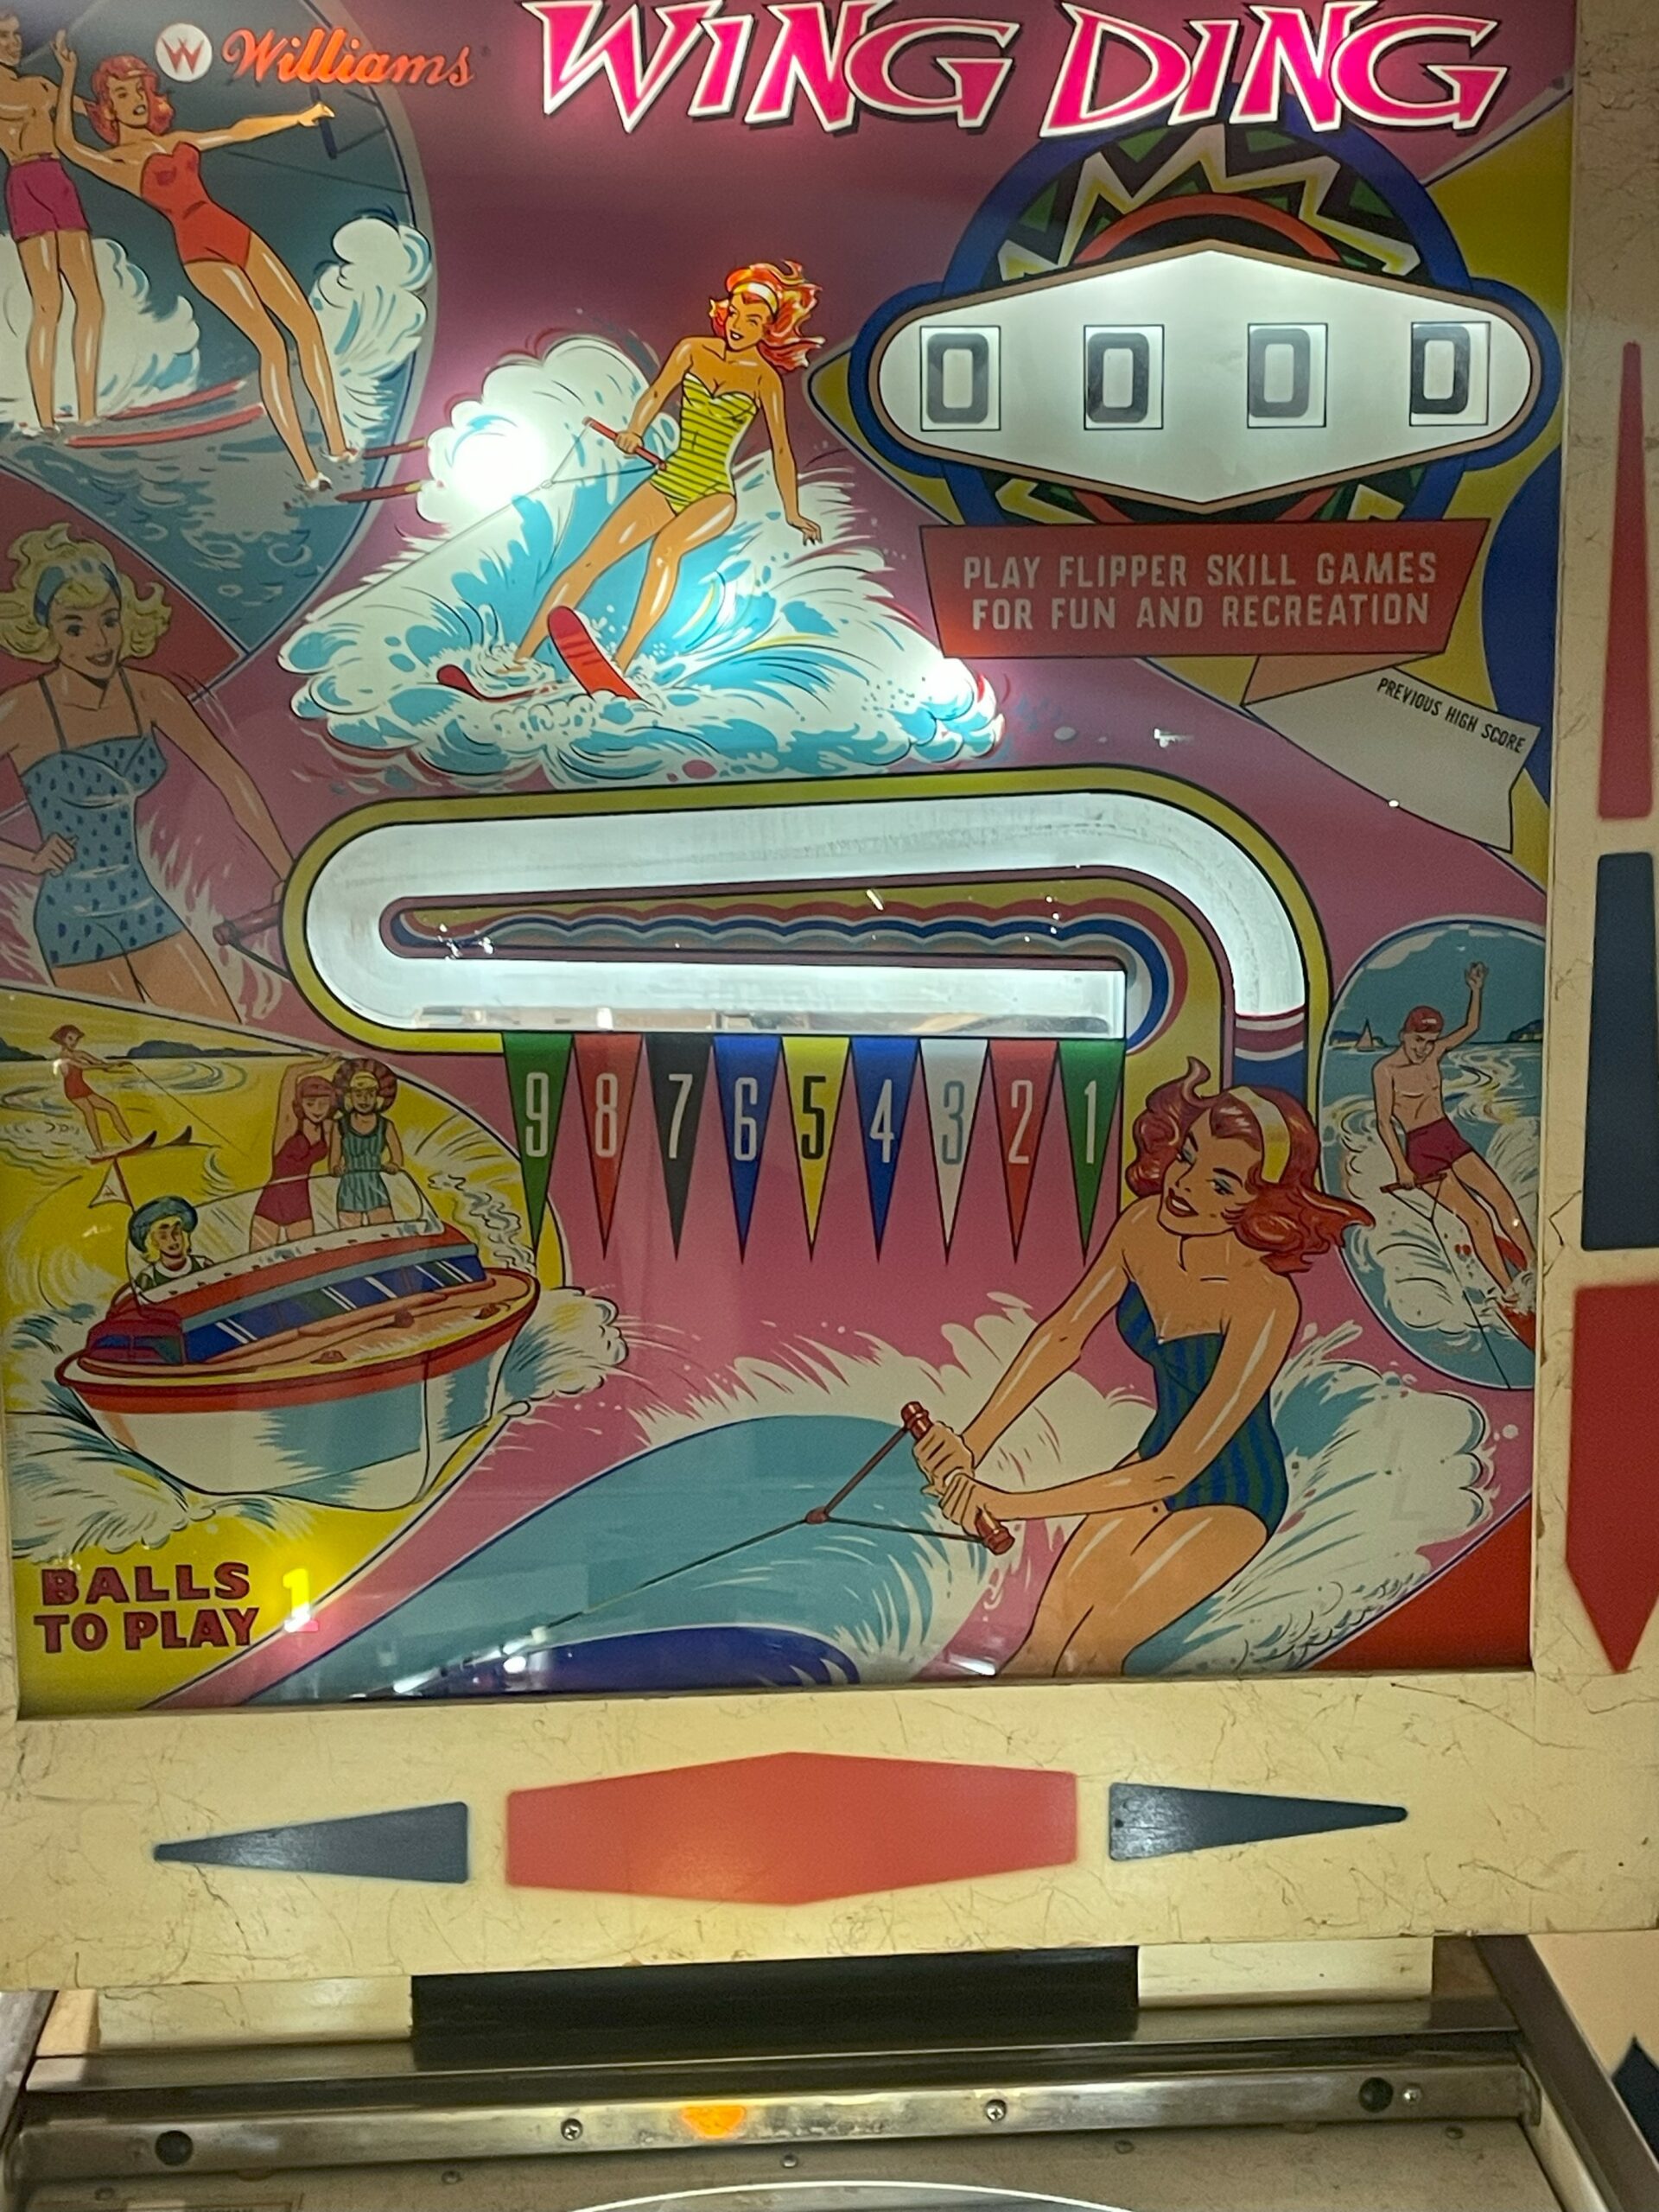 W Williams
WING DING
0 0 0 0
PLAY FLIPPER SKILL GAMES
FOR FUN AND RECREATION
PREVIOUS HIGH SCORE
9 8 7 6 5 4 3 2 1
BALLS
TO PLAY 1